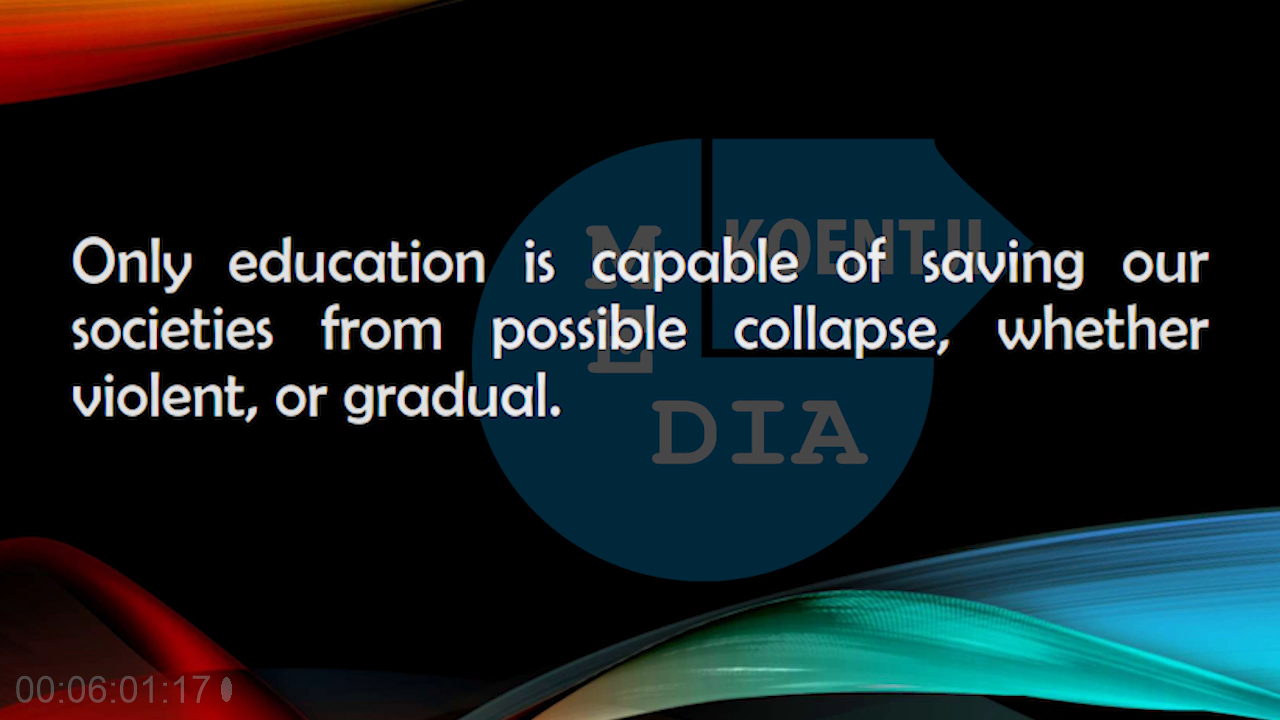 Only education is capable of saving our
societies from possible collapse, whether
violent, or gradual.
ME
DIA
00:06:01:17